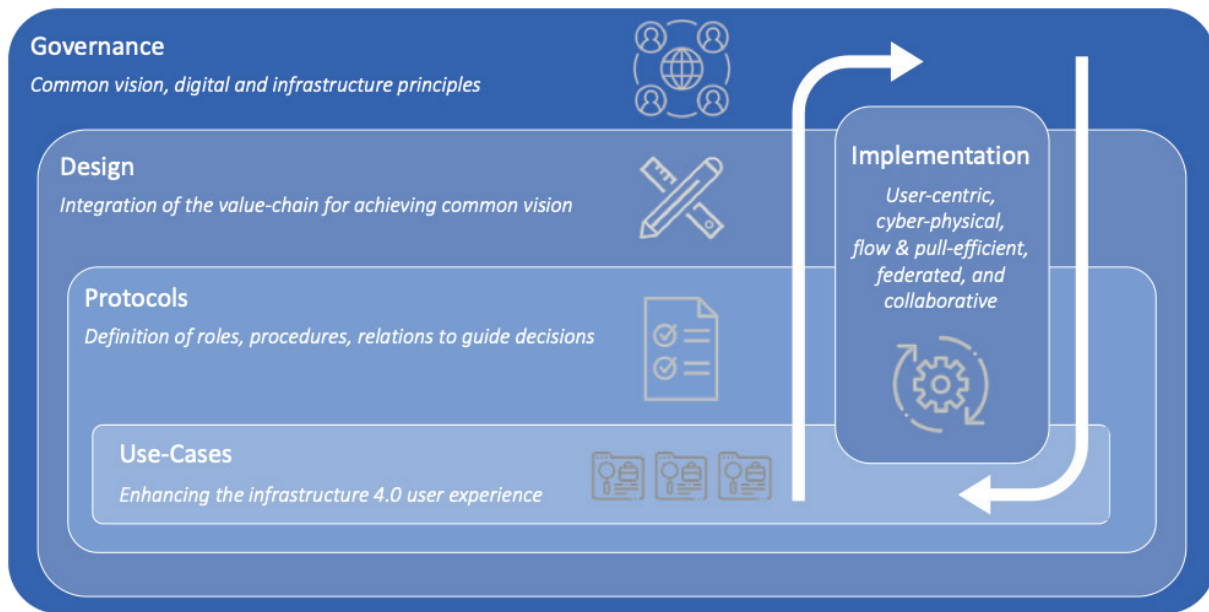 Governance
Common vision, digital and infrastructure principles
Design
Integration of the value-chain for achieving common vision
Protocols
Definition of roles, procedures, relations to guide decisions
Use-Cases
Enhancing the infrastructure 4.0 user experience
Implementation
User-centric,
cyber-physical,
flow & pull-efficient,
federated, and
collaborative